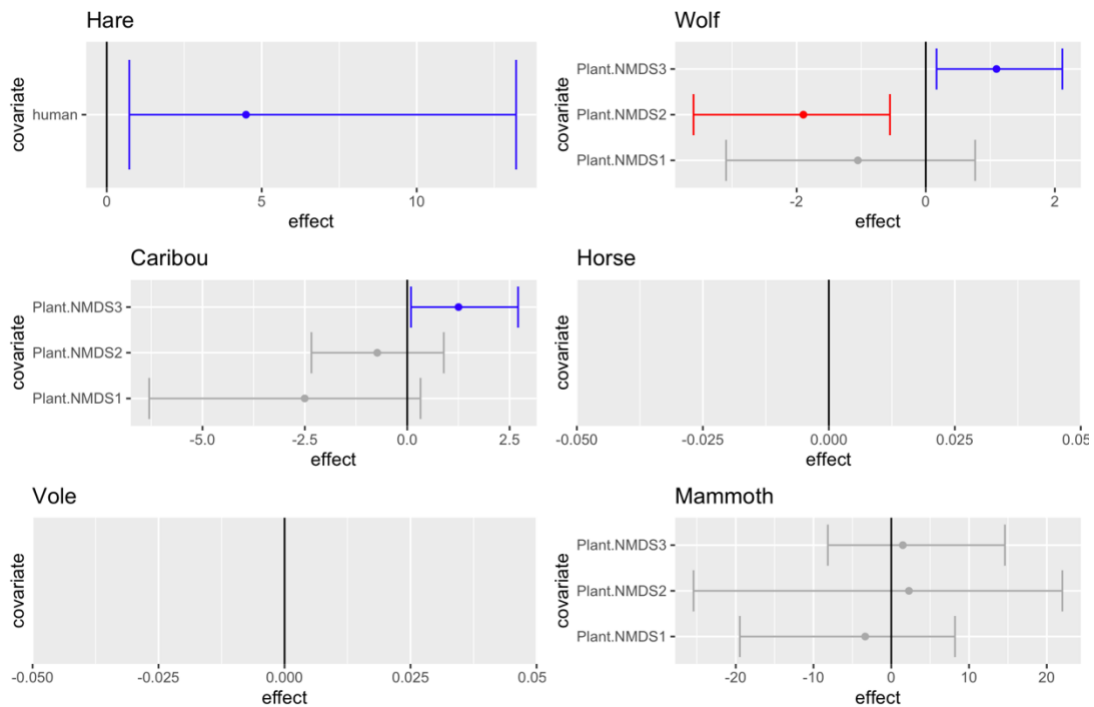 Hare
covariate
human
0 5 10
effect
Wolf
covariate
Plant.NMDS3
Plant.NMDS2
Plant.NMDS1
-2 0 2
effect
Caribou
covariate
Plant.NMDS3
Plant.NMDS2
Plant.NMDS1
-5.0 -2.5 0.0 2.5
effect
Horse
covariate
-0.050 -0.025 0.000 0.025 0.05
effect
Vole
covariate
-0.050 -0.025 0.000 0.025 0.05
effect
Mammoth
covariate
Plant.NMDS3
Plant.NMDS2
Plant.NMDS1
-20 -10 0 10 20
effect